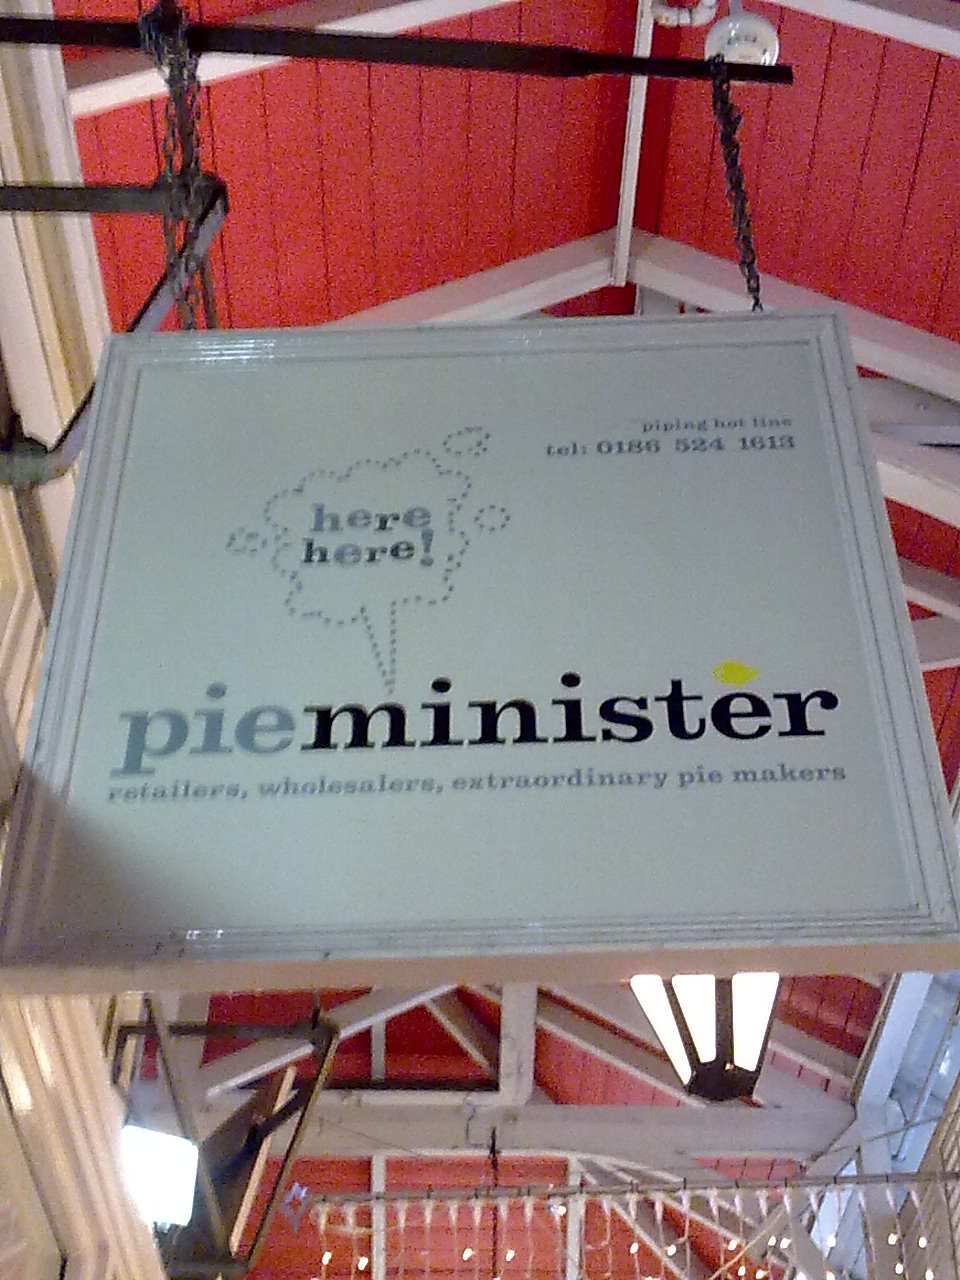 piping hot line
tel: 0186 524 1613
here
here!
pieminister
retailers, wholesalers, extraordinary pie makers